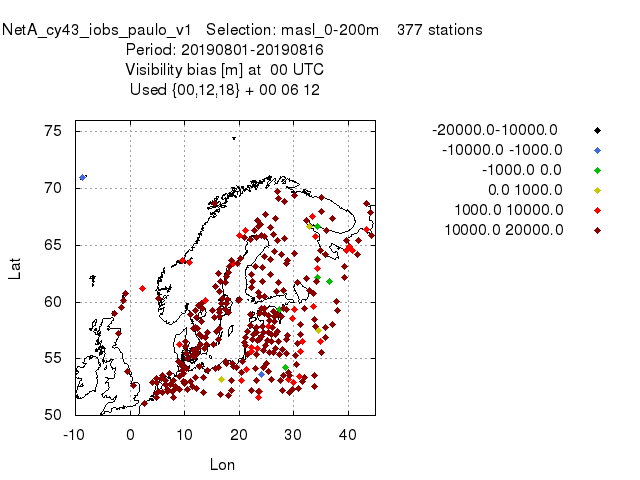 NetA_cy43_iobs_paulo_v1 Selection: masl_0-200m 377 stations
Period: 20190801-20190816
Visibility bias [m] at 00 UTC
Used {00,12,18} + 00 06 12
-20000.0-10000.0
-10000.0 -1000.0
-1000.0 0.0
0.0 1000.0
1000.0 10000.0
10000.0 20000.0
75
70
65
60
55
50
Lat
-10 0 10 20 30 40
Lon